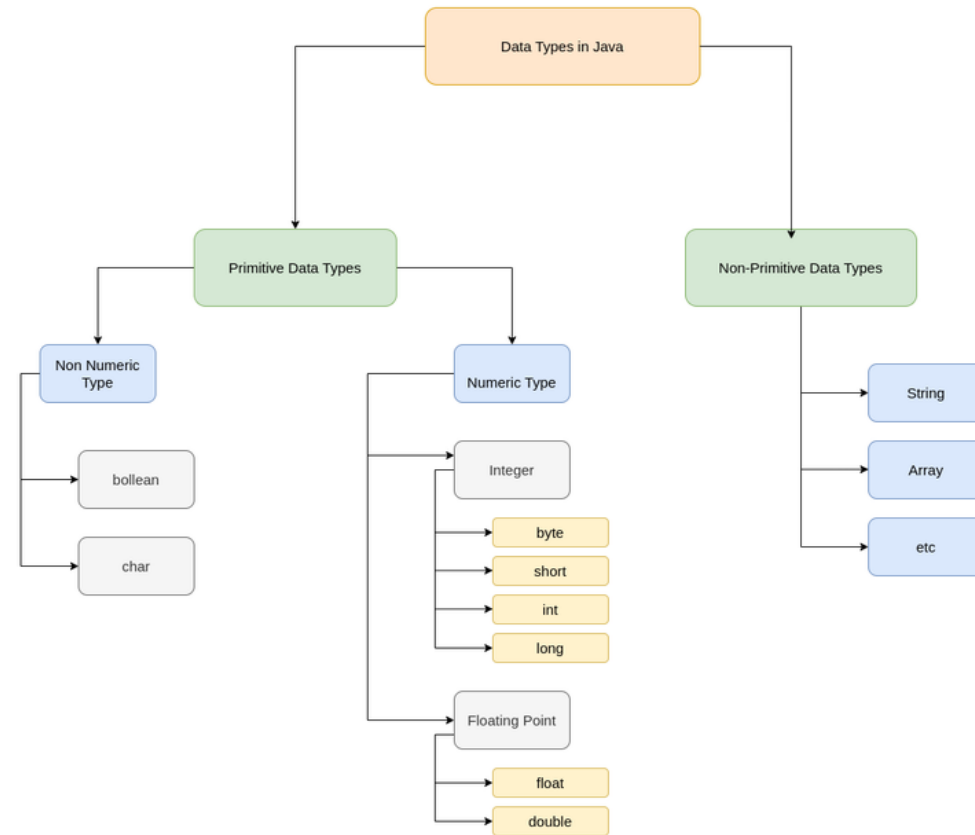 Data Types in Java
Primitive Data Types
Non-Primitive Data Types
Non Numeric
Type
Numeric Type
bollean
char
Integer
byte
short
int
long
Floating Point
float
double
String
Array
etc